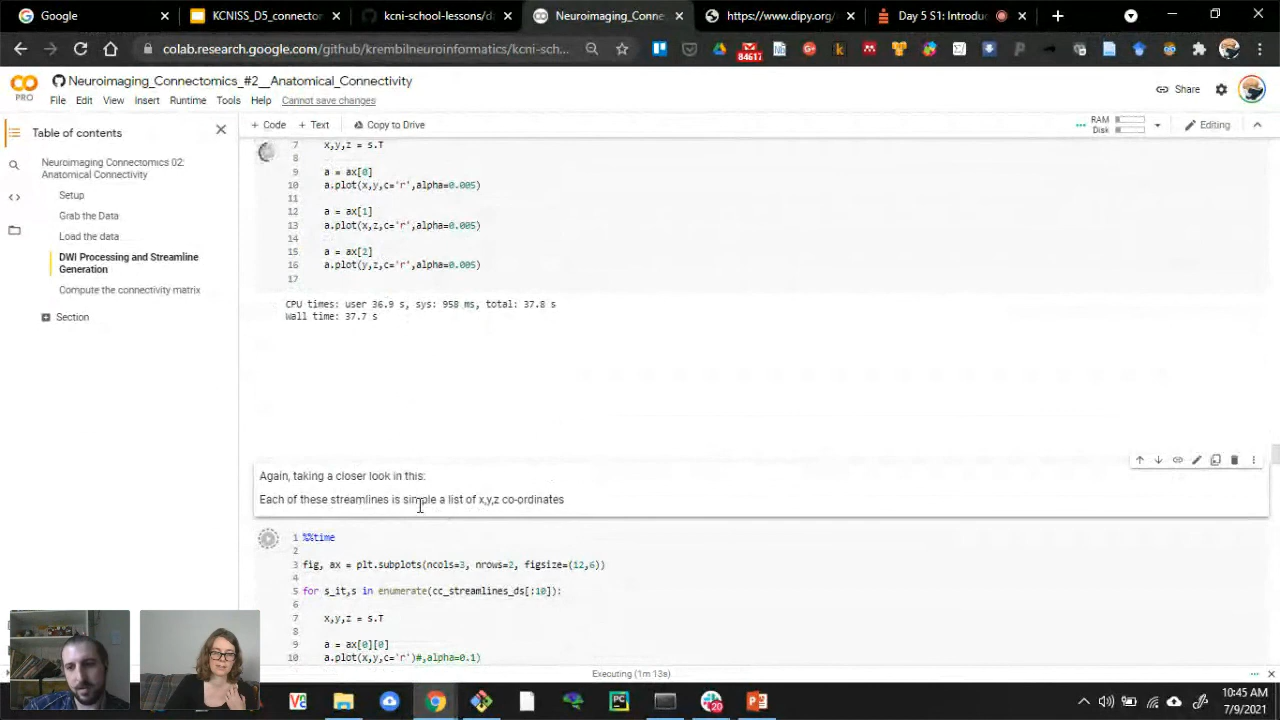 Google
KCNISS_D5_connector
kcni-school-lessons/da
Neuroimaging_Conne
https://www.dipy.org/
Day 5 S1: Introduc
colab.research.google.com/github/krembilneuroinformatics/kcni-sch...
84617
PRO
Neuroimaging_Connectomics_#2__Anatomical_Connectivity
File Edit View Insert Runtime Tools Help Cannot save changes
Share
+ Code + Text Copy to Drive
RAM
Disk
Editing
Table of contents
Neuroimaging Connectomics 02:
Anatomical Connectivity
Setup
Grab the Data
Load the data
DWI Processing and Streamline
Generation
Compute the connectivity matrix
Section
7 x,y,z = s.T
8
9 a = ax[0]
10 a.plot(x,y,c='r',alpha=0.005)
11
12 a = ax[1]
13 a.plot(x,z,c='r',alpha=0.005)
14
15 a = ax[2]
16 a.plot(y,z,c='r',alpha=0.005)
17
CPU times: user 36.9 s, sys: 958 ms, total: 37.8 s
Wall time: 37.7 s
Again, taking a closer look in this:
Each of these streamlines is simple a list of x,y,z co-ordinates
1 %%time
2
3 fig, ax = plt.subplots(ncols=3, nrows=2, figsize=(12,6))
4
5 for s_it,s in enumerate(cc_streamlines_ds[:10]):
6
7 x,y,z = s.T
8
9 a = ax[0][0]
10 a.plot(x,y,c='r')#,alpha=0.1)
Executing (1m 13s)
PC
20
10:45 AM
7/9/2021